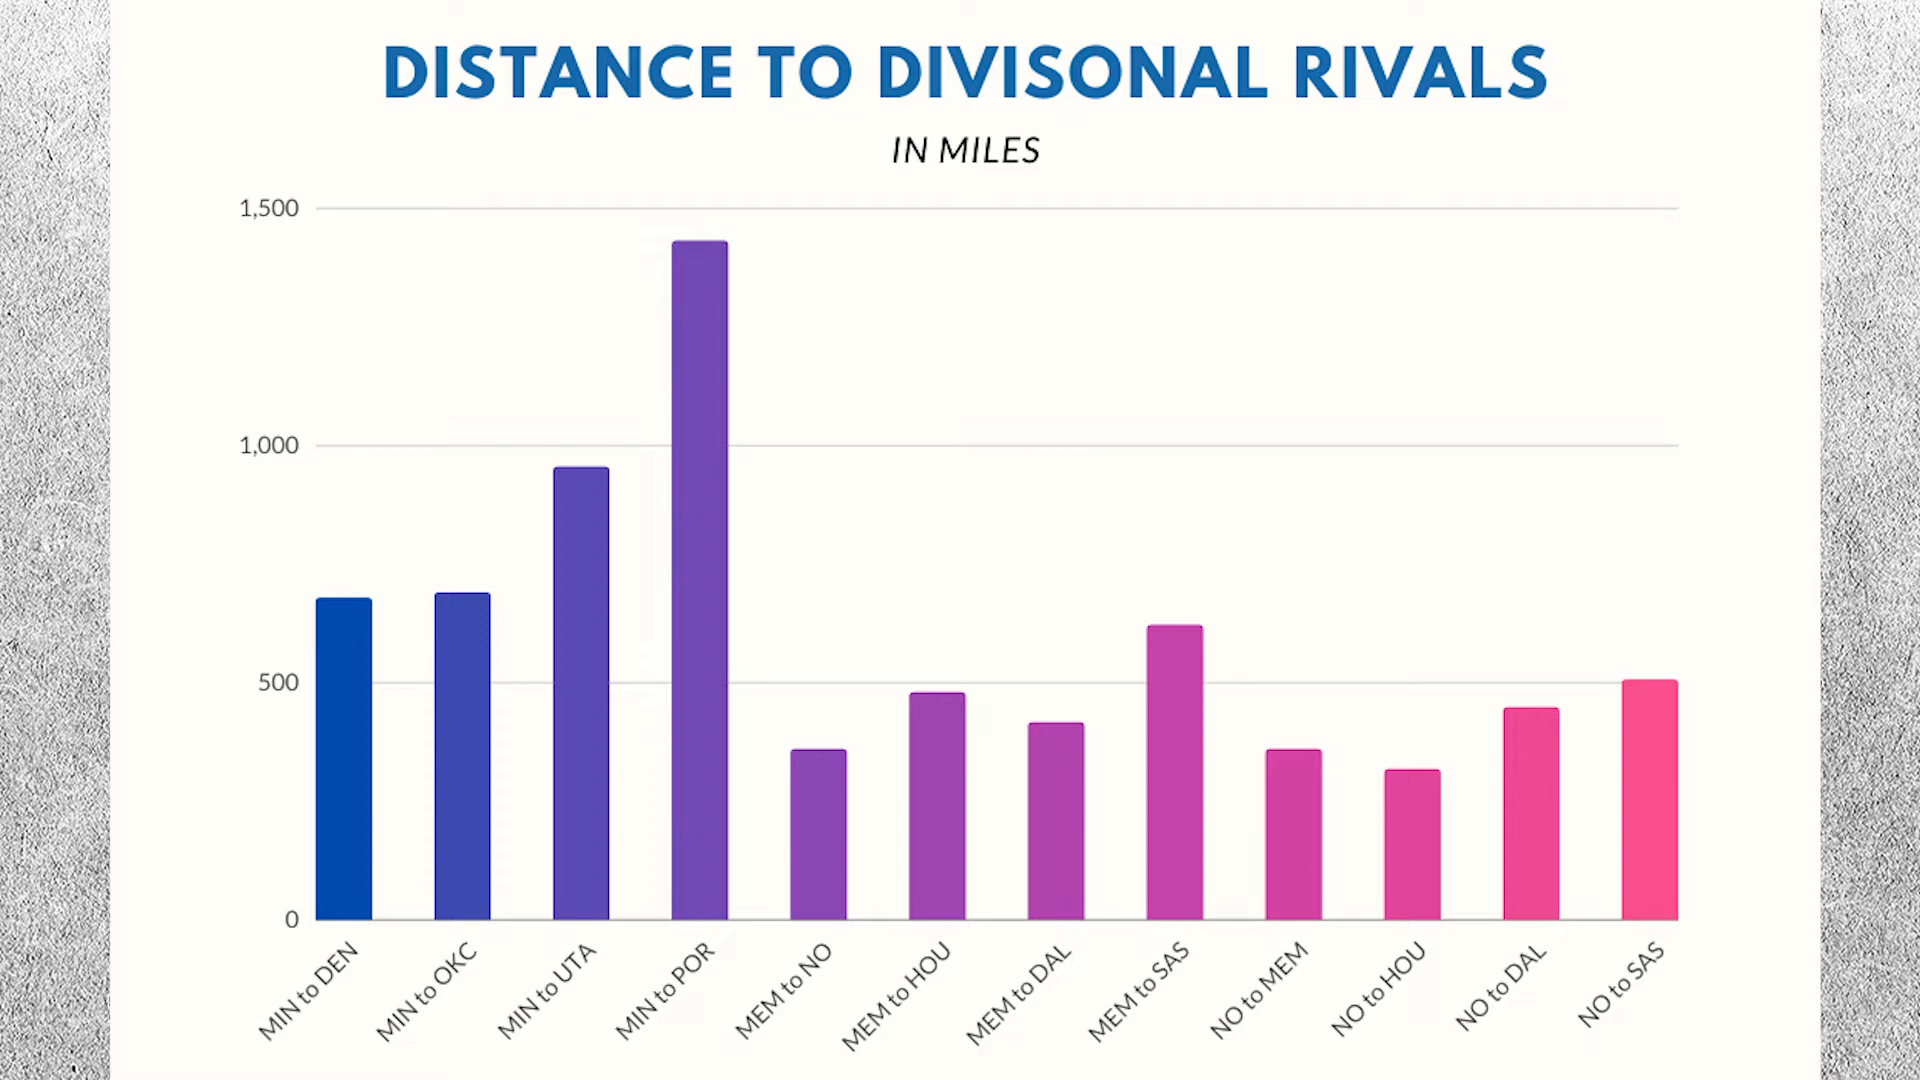 DISTANCE TO DIVISONAL RIVALS
IN MILES
1,500
1,000
500
0
MIN to DEN
MIN to OKC
MIN to UTA
MIN to POR
MEM to NO
MEM to HOU
MEM to DAL
MEM to SAS
NO to MEM
NO to HOU
NO to DAL
NO to SAS